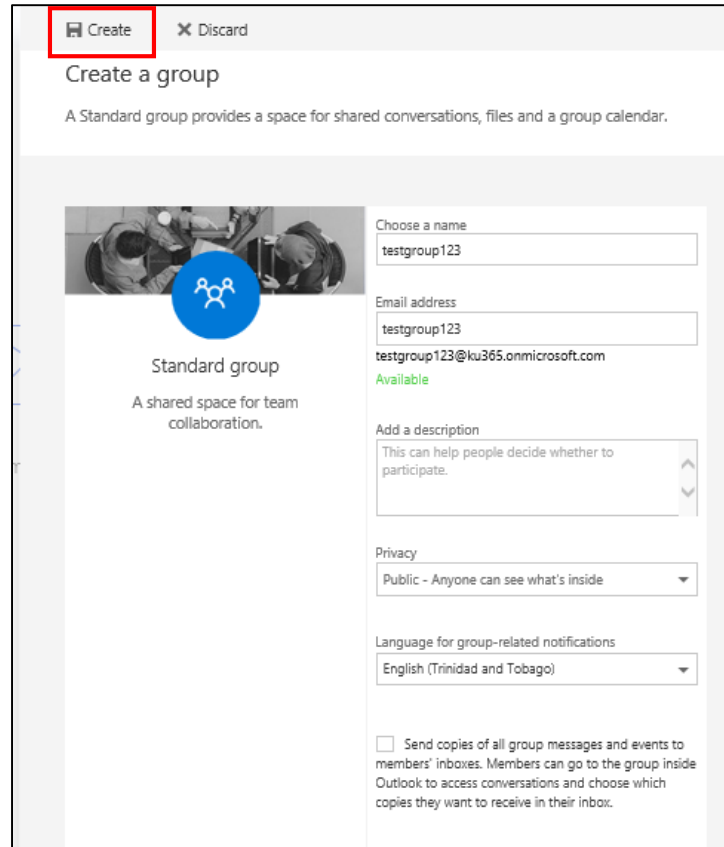 Create
Discard
Create a group
A Standard group provides a space for shared conversations, files and a group calendar.
Standard group
A shared space for team
collaboration.
Choose a name
testgroup123
Email address
testgroup123
testgroup123@ku365.onmicrosoft.com
Available
Add a description
This can help people decide whether to
participate.
Privacy
Public - Anyone can see what's inside
Language for group-related notifications
English (Trinidad and Tobago)
Send copies of all group messages and events to
members' inboxes. Members can go to the group inside
Outlook to access conversations and choose which
copies they want to receive in their inbox.